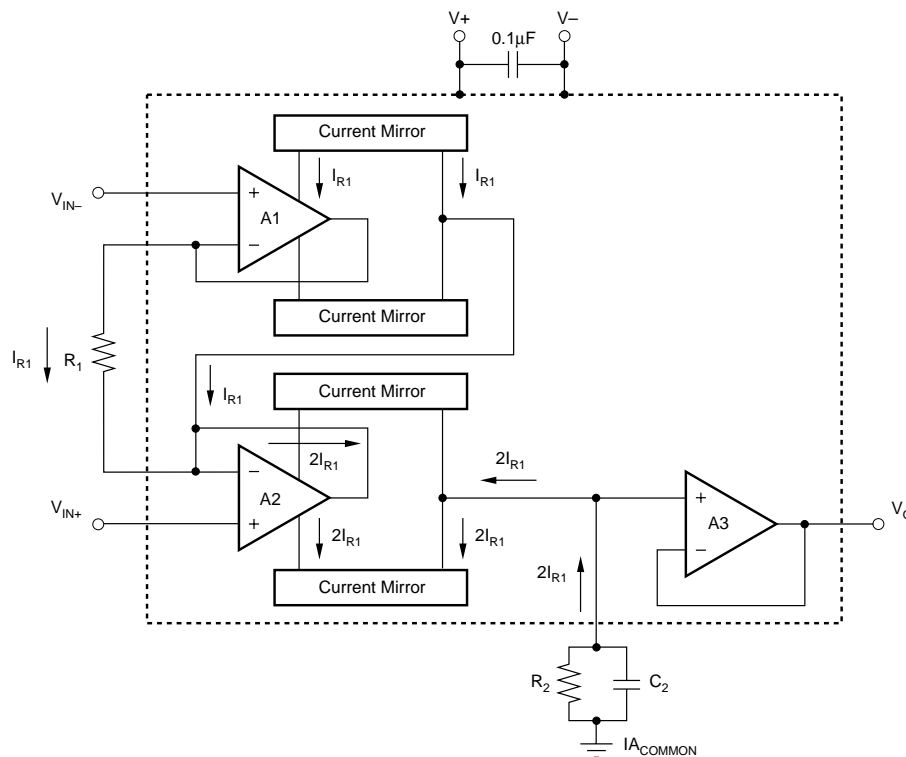 V+
V–
0.1µF
Current Mirror
I_R1
I_R1
V_IN–
+
A1
–
Current Mirror
I_R1
R_1
I_R1
Current Mirror
2I_R1
2I_R1
–
A2
+
V_IN+
2I_R1
2I_R1
+
A3
–
V_O
Current Mirror
2I_R1
R_2
C_2
IA_COMMON